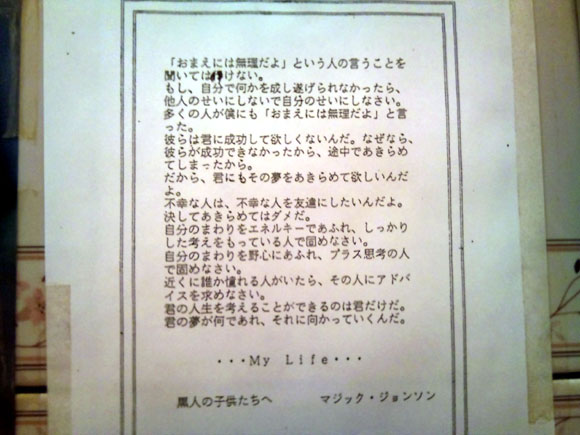 「おまえには無理だよ」という人の言うことを
聞いてはいけない。
もし、自分で何かを成し遂げられなかったら、
他人のせいにしないで自分のせいにしなさい。
多くの人が僕にも「おまえには無理だよ」と言
った。
彼らは君に成功して欲しくないんだ。なぜなら、
彼らが成功できなかったから、途中であきらめ
てしまったから。
だから、君にもその夢をあきらめて欲しいんだ
よ。
不幸な人は、不幸な人を友達にしたいんだよ。
決してあきらめてはダメだ。
自分のまわりをエネルギーであふれ、しっかり
した考えをもっている人で固めなさい。
自分のまわりを野心にあふれ、プラス思考の人
で固めなさい。
近くに誰か憧れる人がいたら、その人にアドバ
イスを求めなさい。
君の人生を考えることができるのは君だけだ。
君の夢が何であれ、それに向かっていくんだ。
・・・My Life・・・
黒人の子供たちへ　マジック・ジョンソン